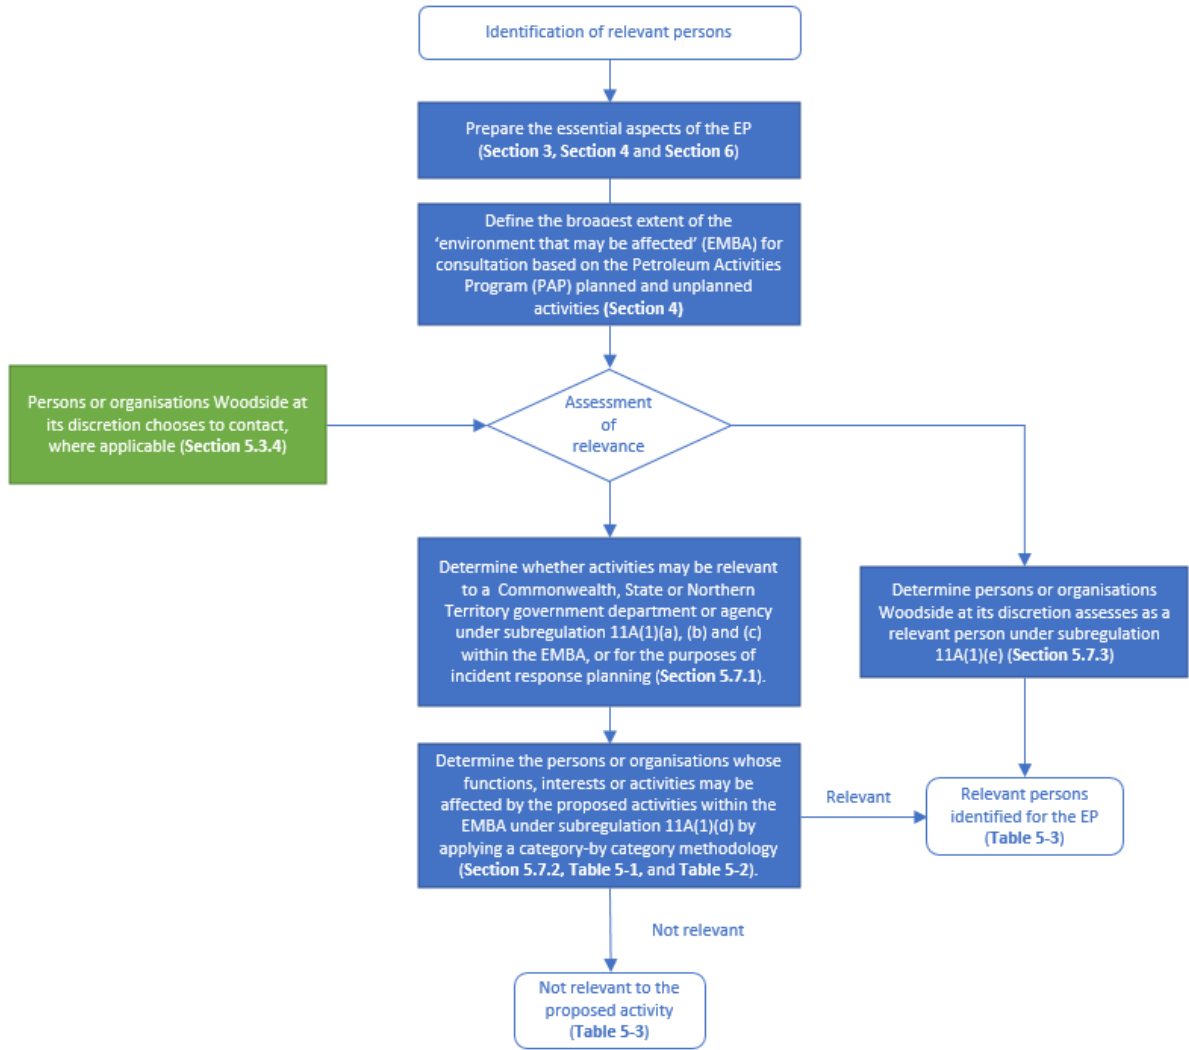 Identification of relevant persons
Prepare the essential aspects of the EP
(Section 3, Section 4 and Section 6)
Define the broadest extent of the
‘environment that may be affected’ (EMBA) for
consultation based on the Petroleum Activities
Program (PAP) planned and unplanned
activities (Section 4)
Persons or organisations Woodside at
its discretion chooses to contact,
where applicable (Section 5.3.4)
Assessment
of
relevance
Determine whether activities may be relevant
to a Commonwealth, State or Northern
Territory government department or agency
under subregulation 11A(1)(a), (b) and (c)
within the EMBA, or for the purposes of
incident response planning (Section 5.7.1).
Determine persons or organisations
Woodside at its discretion assesses as a
relevant person under subregulation
11A(1)(e) (Section 5.7.3)
Determine the persons or organisations whose
functions, interests or activities may be
affected by the proposed activities within the
EMBA under subregulation 11A(1)(d) by
applying a category-by category methodology
(Section 5.7.2, Table 5-1, and Table 5-2).
Relevant
Relevant persons
identified for the EP
(Table 5-3)
Not relevant
Not relevant to the
proposed activity
(Table 5-3)